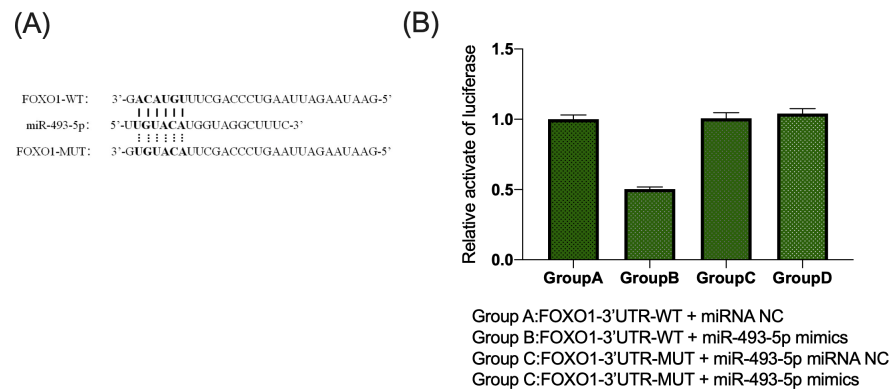 (A)
FOXO1-WT: 3'-GACAUGUUUCGACCCUGAAUUAGAAUAAG-5'
miR-493-5p: 5'-UUGUACAUGGUAGGCUUUC-3'
FOXO1-MUT: 3'-GUGUACAUUCGACCCUGAAUUAGAAUAAG-5'
(B)
Relative activate of luciferase
1.5
1.0
0.5
0.0
GroupA GroupB GroupC GroupD
Group A:FOXO1-3'UTR-WT + miRNA NC
Group B:FOXO1-3'UTR-WT + miR-493-5p mimics
Group C:FOXO1-3'UTR-MUT + miR-493-5p miRNA NC
Group C:FOXO1-3'UTR-MUT + miR-493-5p mimics